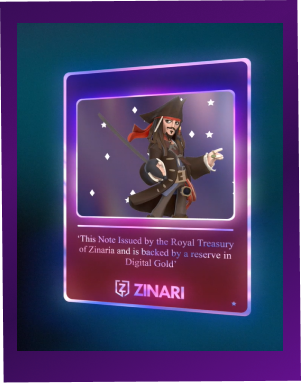 'This Note Issued by the Royal Treasury
of Zinaria and is backed by a reserve in
Digital Gold'
Z ZINARI